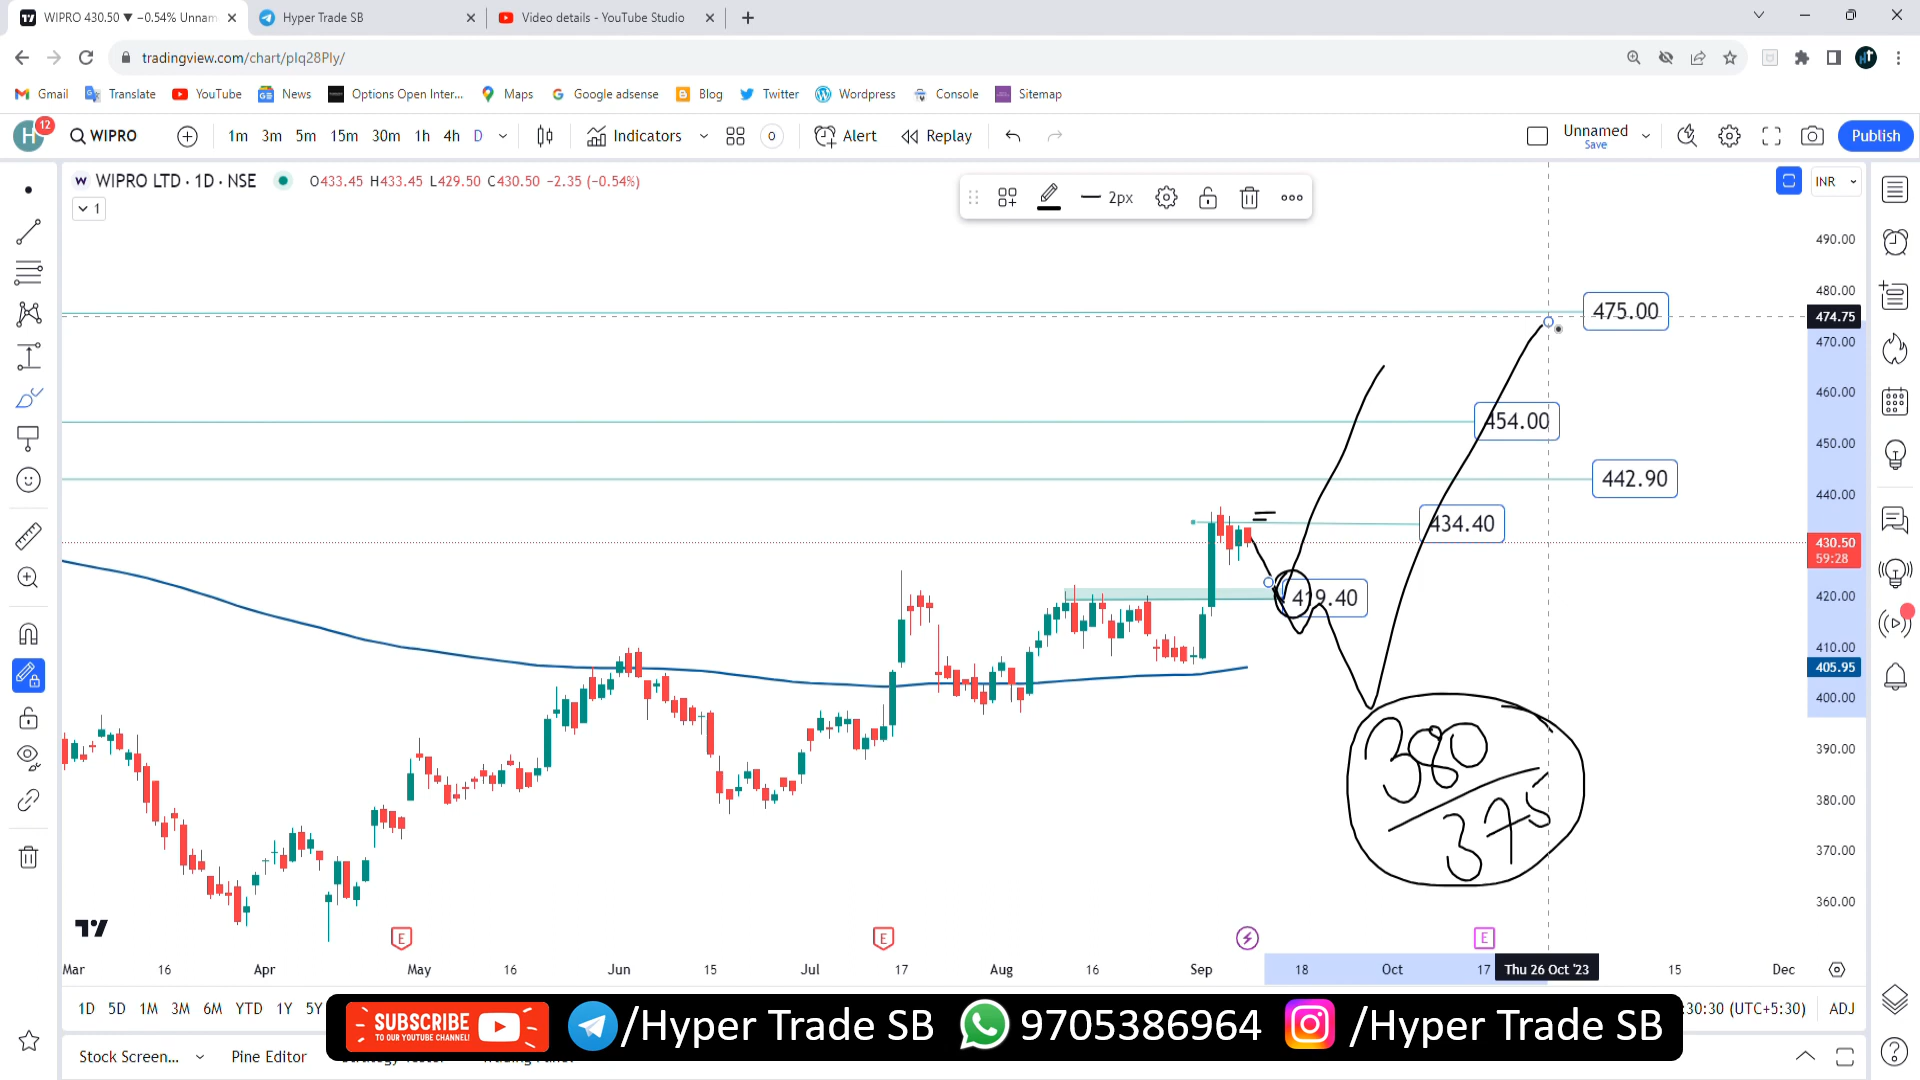 WIPRO 430.50 ▼ −0.54% Unnam
Hyper Trade SB
Video details - YouTube Studio
tradingview.com/chart/pIq28PIy/
Gmail
Translate
YouTube
News
Options Open Inter...
Maps
Google adsense
Blog
Twitter
Wordpress
Console
Sitemap
H
12
WIPRO
1m
3m
5m
15m
30m
1h
4h
D
Indicators
0
Alert
Replay
Unnamed
Save
Publish
WIPRO LTD · 1D · NSE
O433.45 H433.45 L429.50 C430.50 −2.35 (−0.54%)
1
2px
INR
490.00
480.00
474.75
470.00
460.00
450.00
440.00
430.50
59:28
420.00
410.00
405.95
400.00
390.00
380.00
370.00
360.00
475.00
454.00
442.90
434.40
419.40
380
375
E
E
E
Mar
16
Apr
May
16
Jun
15
Jul
17
Aug
16
Sep
18
Oct
17
Thu 26 Oct '23
15
Dec
1D
5D
1M
3M
6M
YTD
1Y
5Y
:30:30 (UTC+5:30)
ADJ
SUBSCRIBE
TO OUR YOUTUBE CHANNEL!
/Hyper Trade SB
9705386964
/Hyper Trade SB
Stock Screen...
Pine Editor